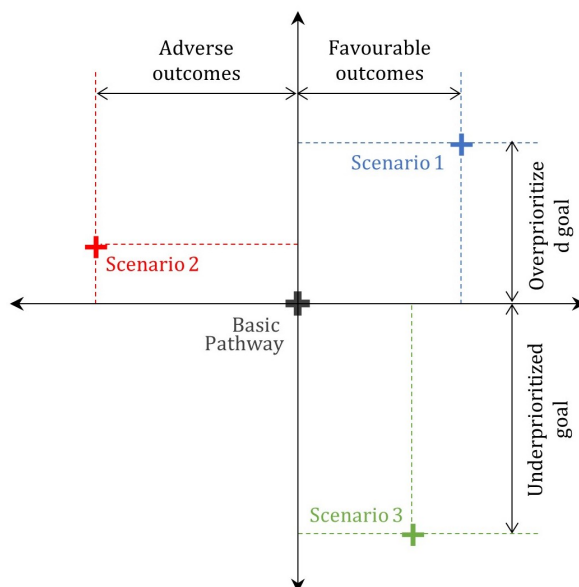 Adverse
outcomes
Favourable
outcomes
Scenario 1
Overprioritize
d goal
Scenario 2
Basic
Pathway
Underprioritized
goal
Scenario 3